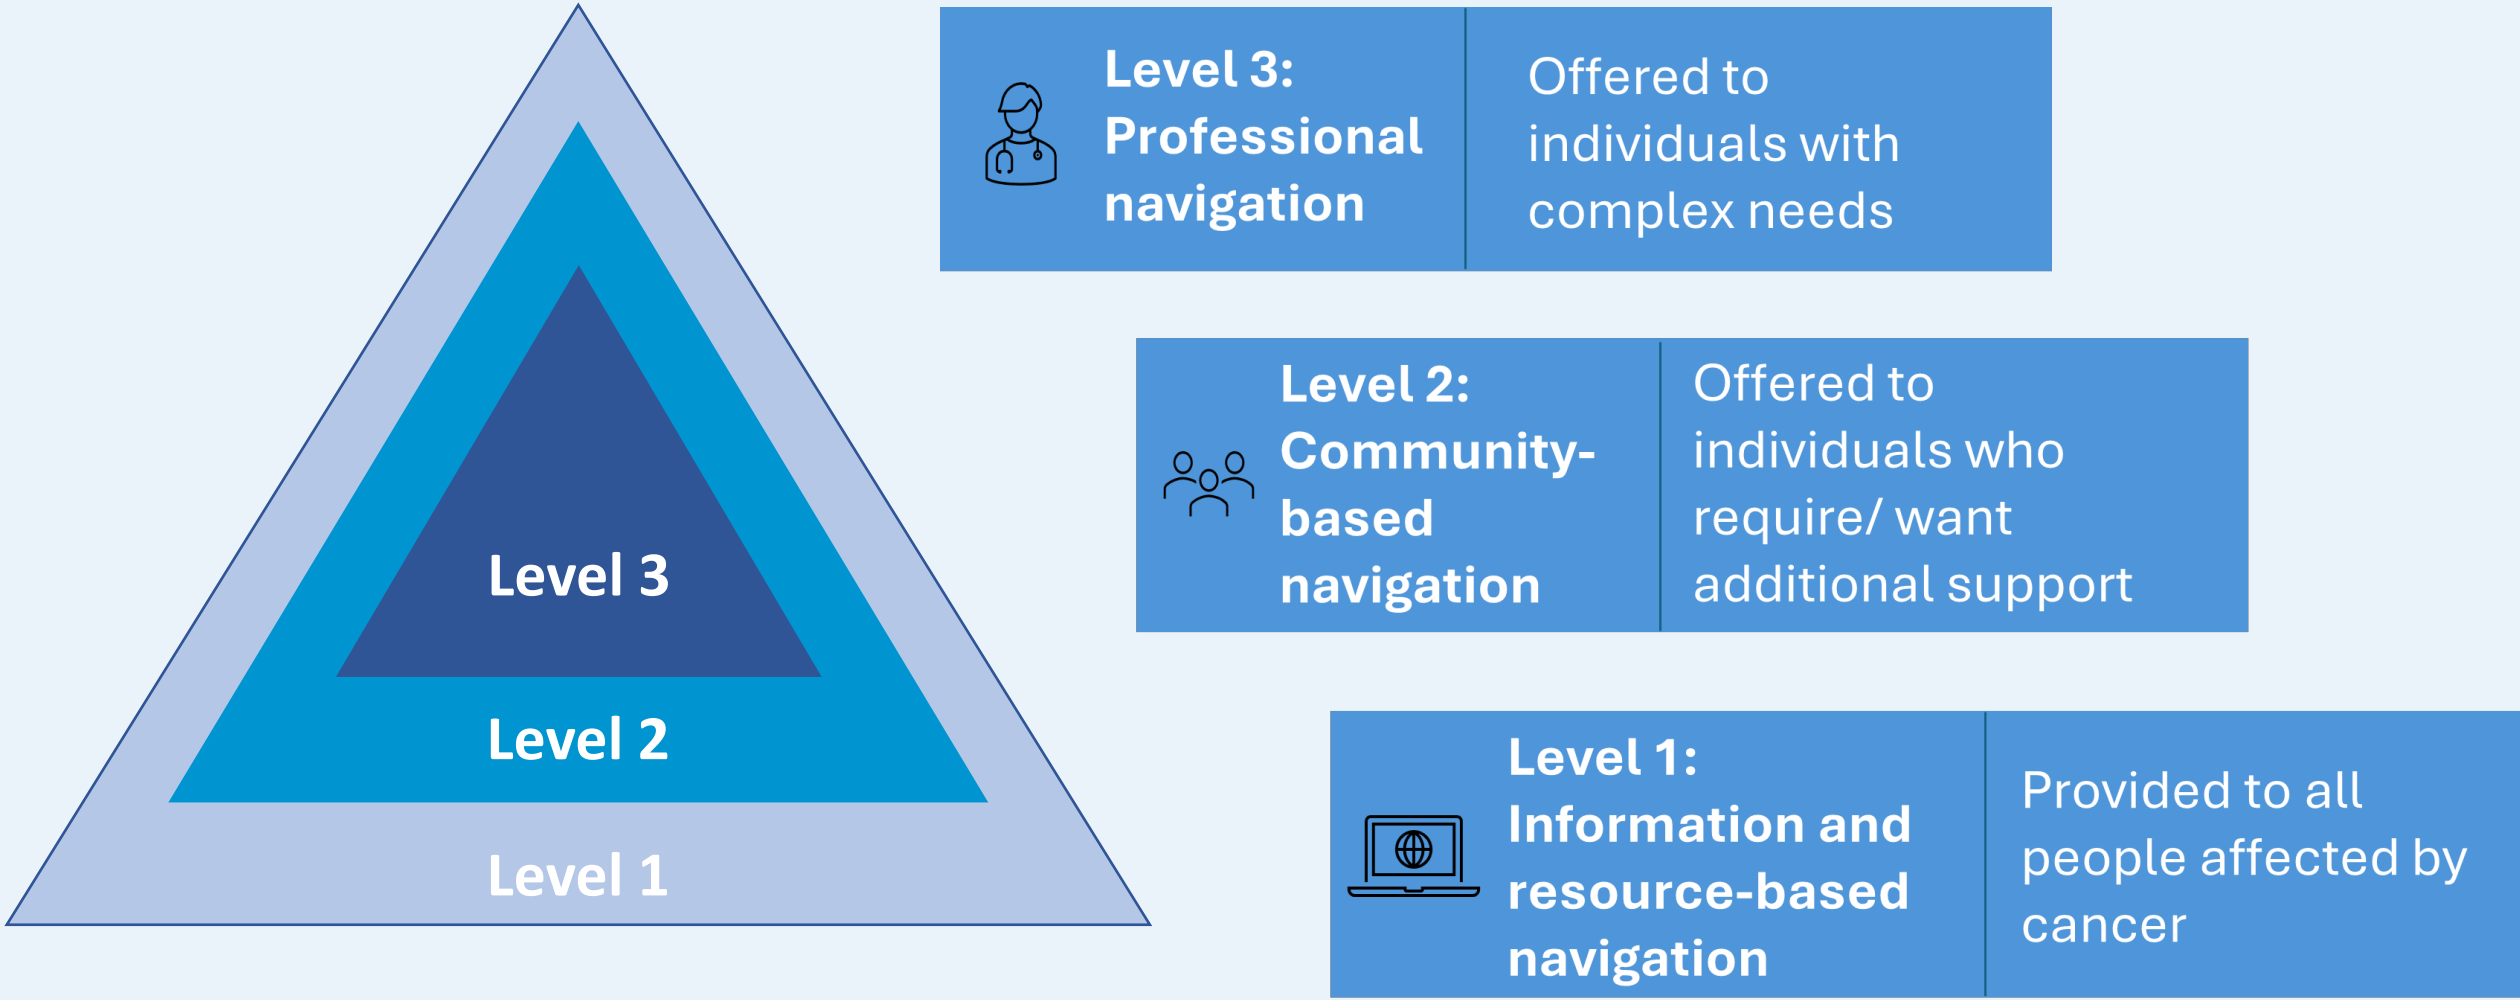 Level 3
Level 2
Level 1
Level 3:
Professional
navigation
Offered to
individuals with
complex needs
Level 2:
Community-
based
navigation
Offered to
individuals who
require/ want
additional support
Level 1:
Information and
resource-based
navigation
Provided to all
people affected by
cancer